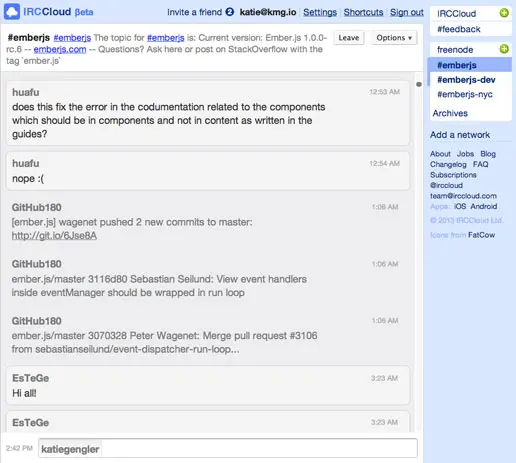 IRCCloud βeta
Invite a friend 2 katie@kmg.io Settings Shortcuts Sign out
#emberjs #emberjs The topic for #emberjs is: Current version: Ember.js 1.0.0-
rc.6 -- emberjs.com -- Questions? Ask here or post on StackOverflow with the
tag `ember.js`
Leave
Options ▾
huafu 12:53 AM
does this fix the error in the codumentation related to the components
which should be in components and not in content as written in the
guides?
huafu 12:54 AM
nope :(
GitHub180 1:06 AM
[ember.js] wagenet pushed 2 new commits to master:
http://git.io/6Jse8A
GitHub180 1:06 AM
ember.js/master 3116d80 Sebastian Seilund: View event handlers
inside eventManager should be wrapped in run loop
GitHub180 1:06 AM
ember.js/master 3070328 Peter Wagenet: Merge pull request #3106
from sebastianseilund/event-dispatcher-run-loop...
EsTeGe 3:23 AM
Hi all!
EsTeGe 3:23 AM
2:42 PM katiegengler
IRCCloud
#feedback
freenode
#emberjs
#emberjs-dev
#emberjs-nyc
Archives
Add a network
About Jobs Blog
Changelog FAQ
Subscriptions
@irccloud
team@irccloud.com
Apps: iOS Android
© 2013 IRCCloud Ltd.
Icons from FatCow